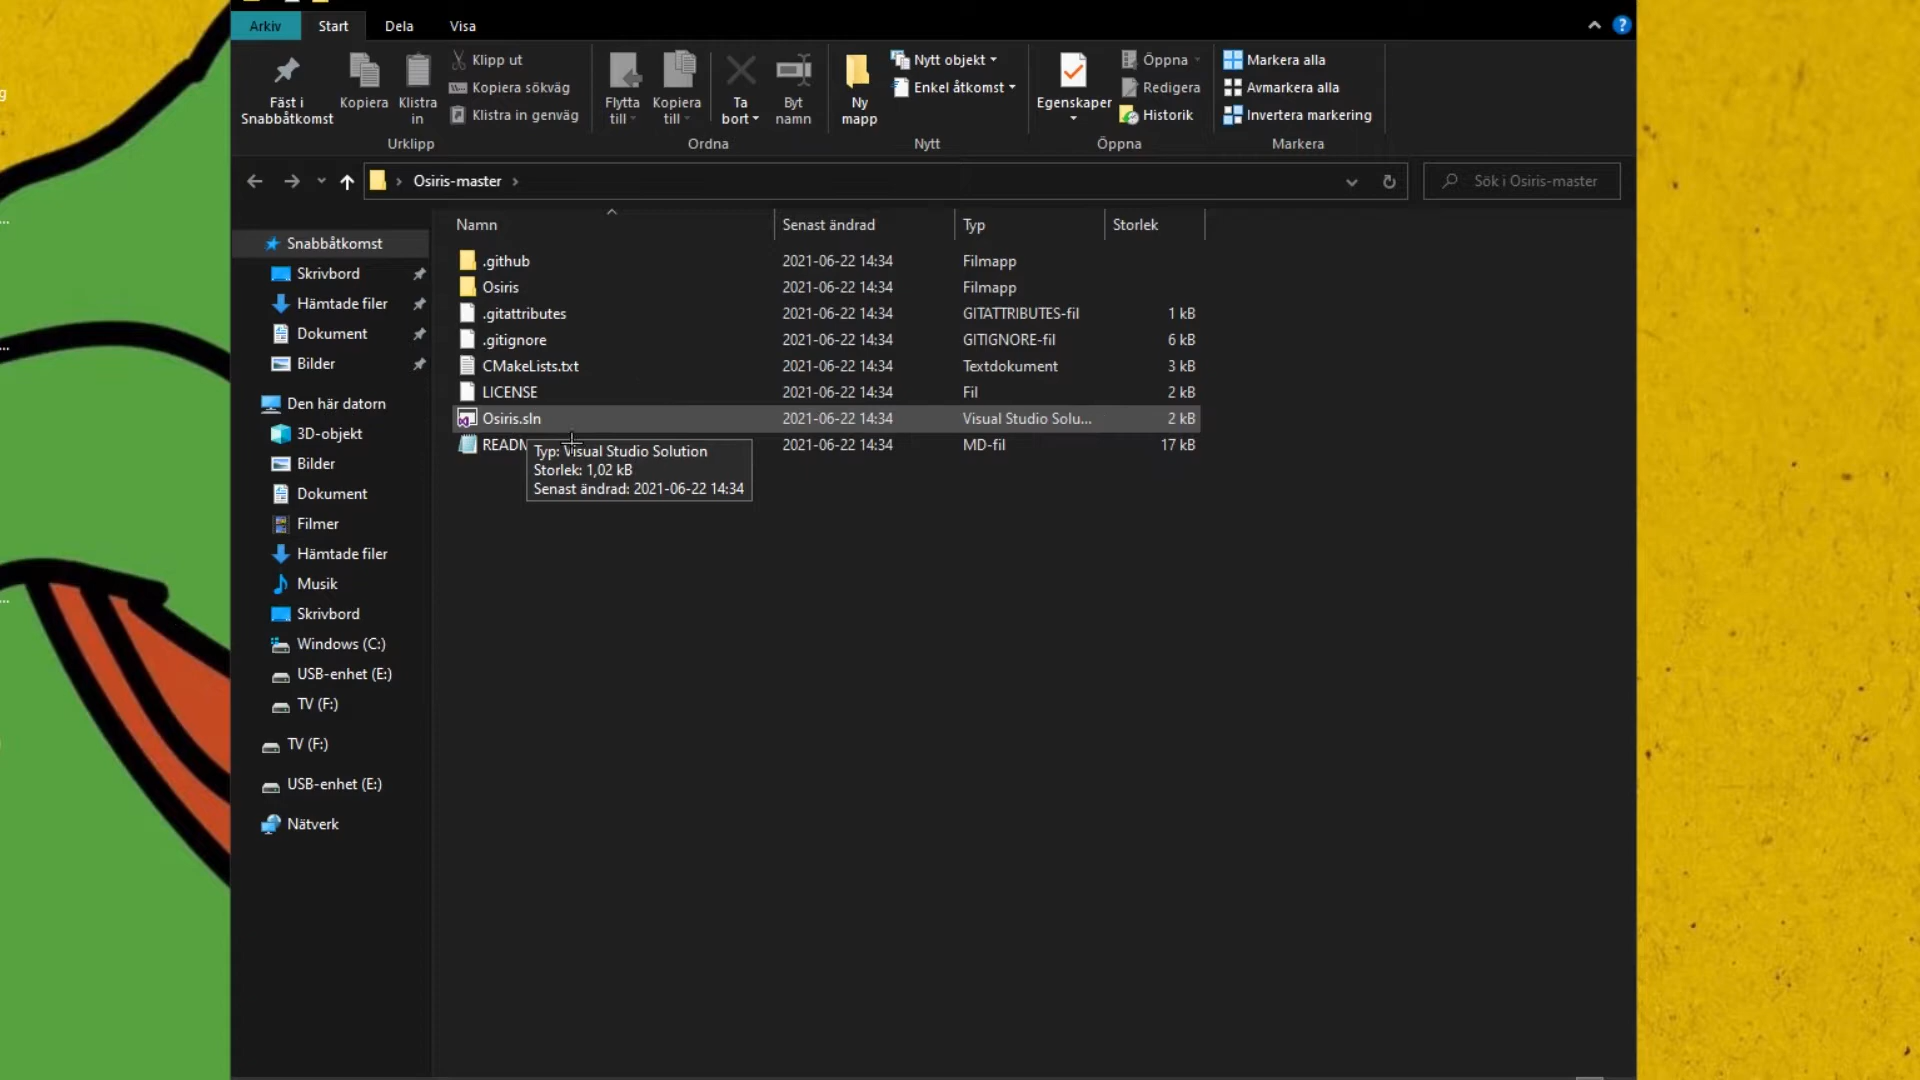 Arkiv Start Dela Visa
Fäst i Snabbåtkomst
Kopiera
Klistra in
Klipp ut
Kopiera sökväg
Klistra in genväg
Urklipp
Flytta till
Kopiera till
Ta bort
Byt namn
Ordna
Ny mapp
Nytt objekt
Enkel åtkomst
Nytt
Egenskaper
Öppna
Redigera
Historik
Öppna
Markera alla
Avmarkera alla
Invertera markering
Markera
Osiris-master
Sök i Osiris-master
Snabbåtkomst
Skrivbord
Hämtade filer
Dokument
Bilder
Den här datorn
3D-objekt
Bilder
Dokument
Filmer
Hämtade filer
Musik
Skrivbord
Windows (C:)
USB-enhet (E:)
TV (F:)
TV (F:)
USB-enhet (E:)
Nätverk
Namn Senast ändrad Typ Storlek
.github 2021-06-22 14:34 Filmapp
Osiris 2021-06-22 14:34 Filmapp
.gitattributes 2021-06-22 14:34 GITATTRIBUTES-fil 1 kB
.gitignore 2021-06-22 14:34 GITIGNORE-fil 6 kB
CMakeLists.txt 2021-06-22 14:34 Textdokument 3 kB
LICENSE 2021-06-22 14:34 Fil 2 kB
Osiris.sln 2021-06-22 14:34 Visual Studio Solu... 2 kB
READN 2021-06-22 14:34 MD-fil 17 kB
Typ: Visual Studio Solution
Storlek: 1,02 kB
Senast ändrad: 2021-06-22 14:34